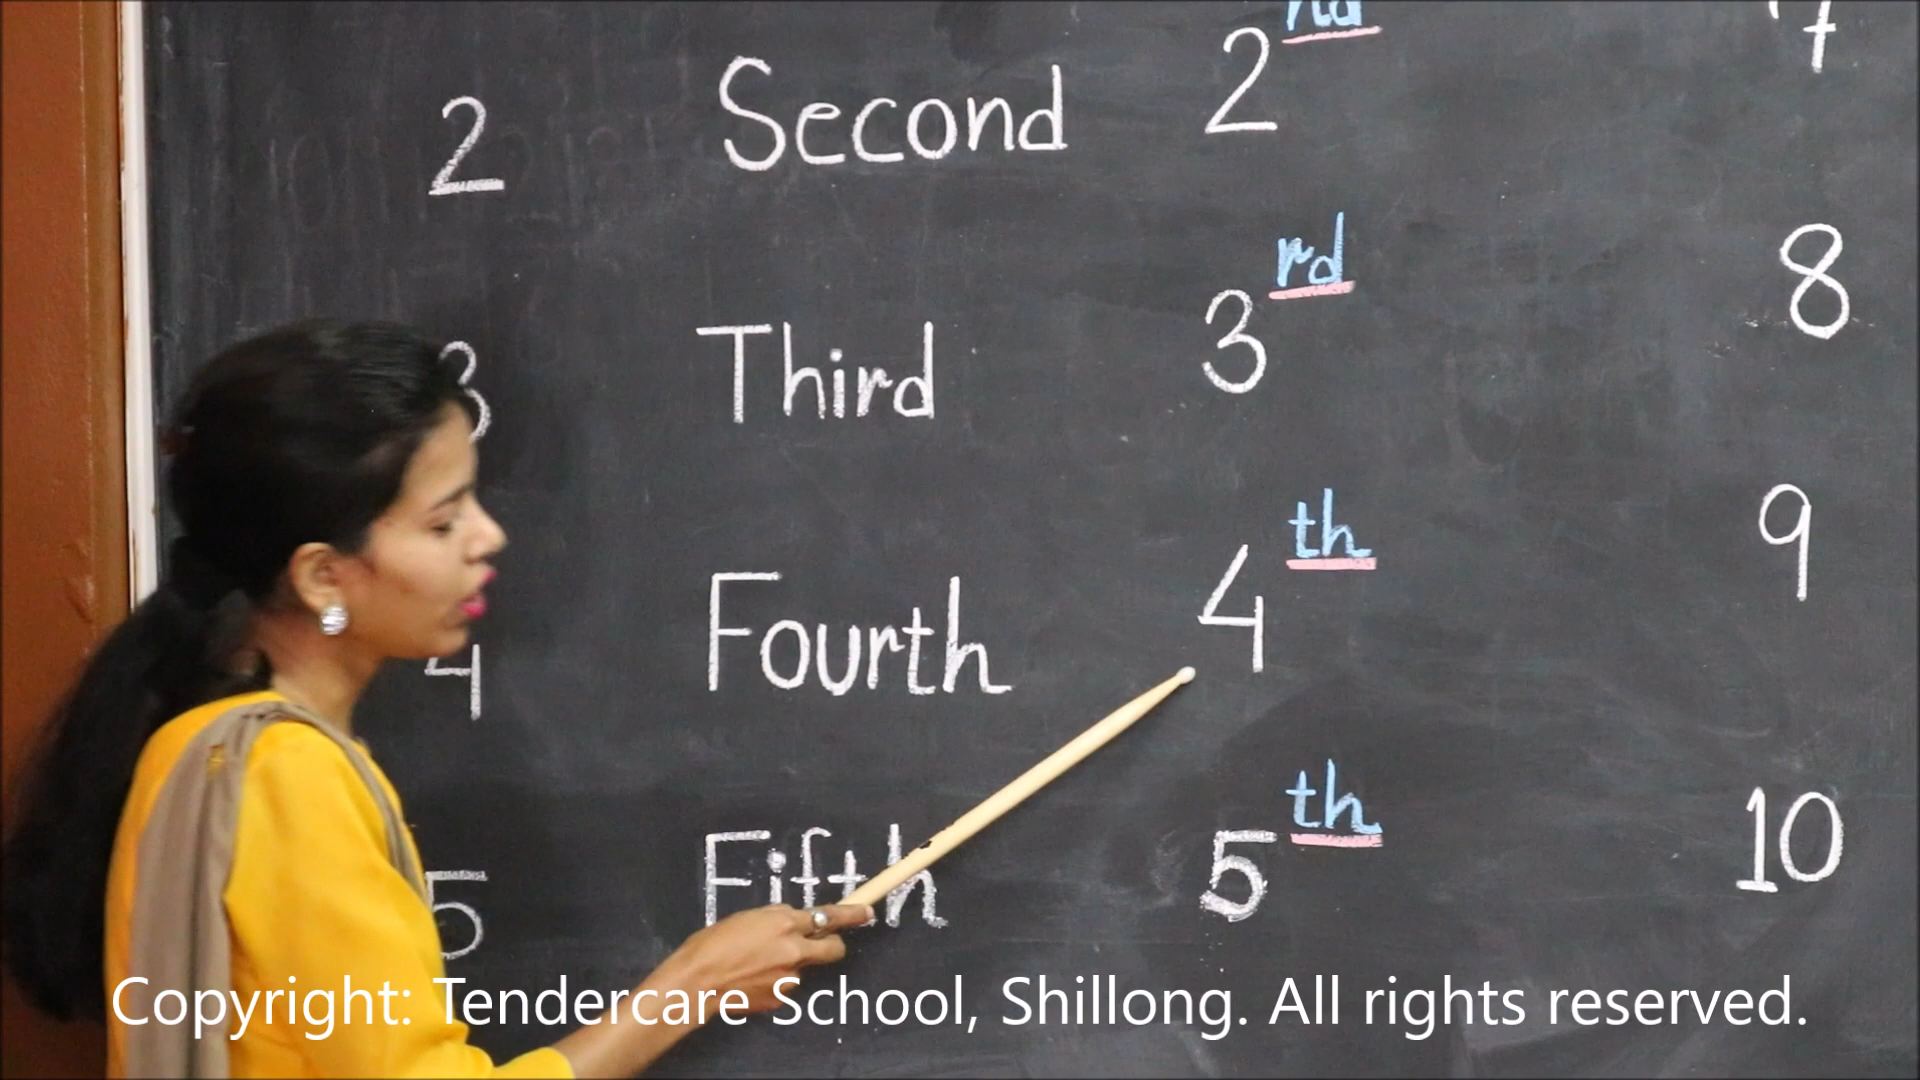 2 Second 2nd 7
3 Third 3rd 8
4 Fourth 4th 9
5 Fifth 5th 10
Copyright: Tendercare School, Shillong. All rights reserved.